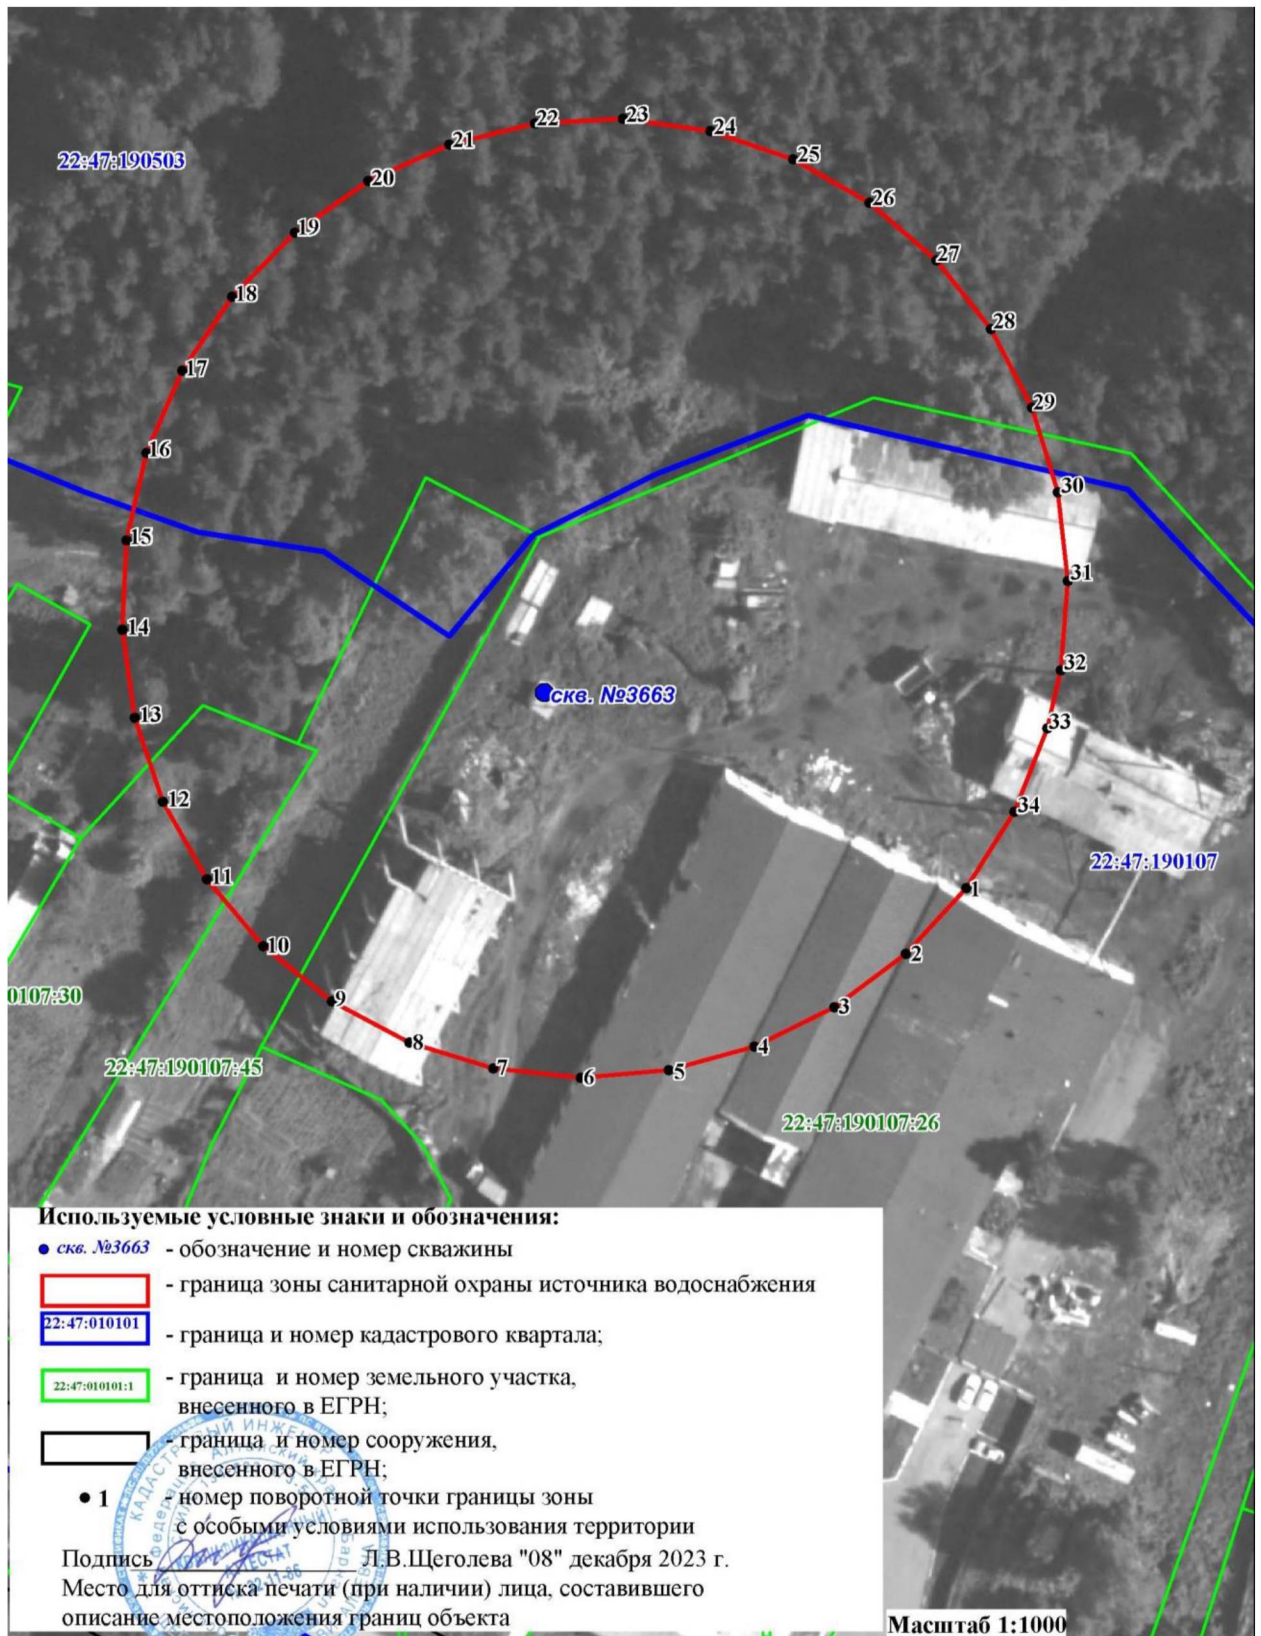 22
23
24
21
25
22:47:190503
20
26
19
27
18
28
17
29
16
30
15
31
14
32
скв. №3663
13
33
12
34
22:47:190107
11
1
10
2
0107:30
9
3
8
4
22:47:190107:45
7
5
6
22:47:190107:26
Используемые условные знаки и обозначения:
скв. №3663 - обозначение и номер скважины
- граница зоны санитарной охраны источника водоснабжения
22:47:010101
- граница и номер кадастрового квартала;
22:47:010101:1
- граница и номер земельного участка,
внесенного в ЕГРН;
- граница и номер сооружения,
внесенного в ЕГРН;
1 - номер поворотной точки границы зоны
с особыми условиями использования территории
Подпись Л.В.Щеголева "08" декабря 2023 г.
Место для оттиска печати (при наличии) лица, составившего
описание местоположения границ объекта
Масштаб 1:1000
КАДАСТРОВЫЙ ИНЖЕНЕР